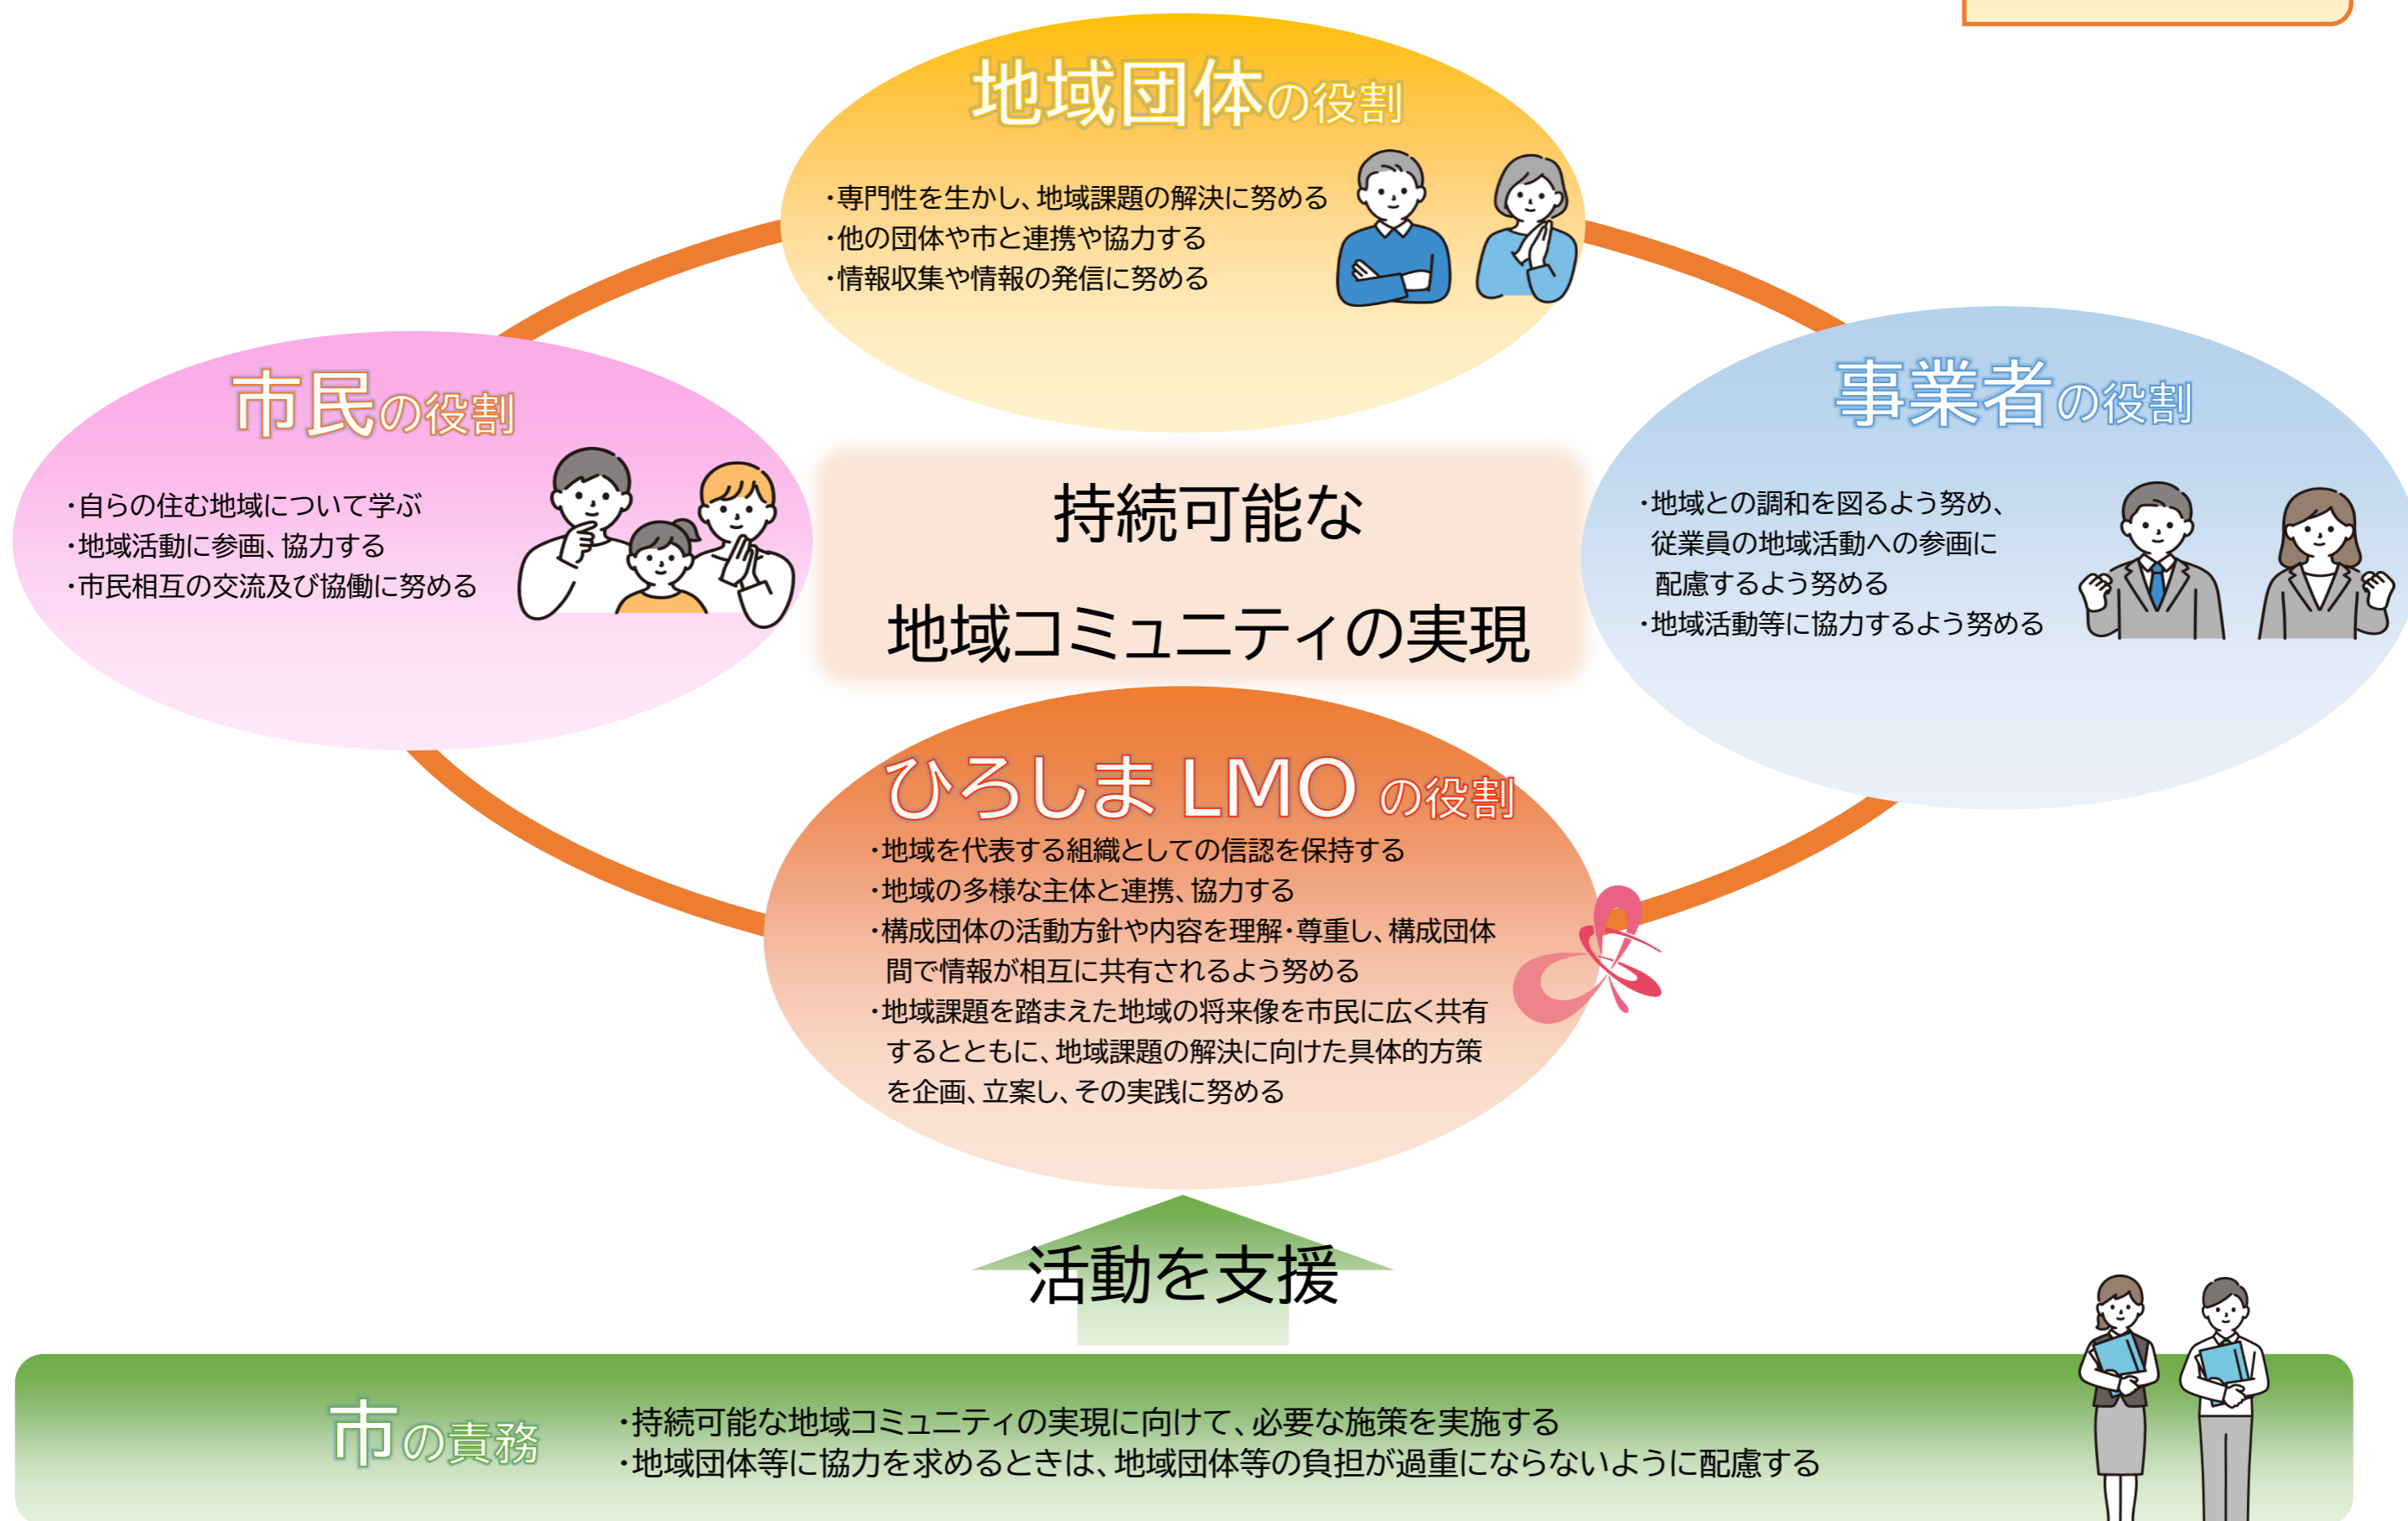 地域団体の役割
・専門性を生かし、地域課題の解決に努める
・他の団体や市と連携や協力する
・情報収集や情報の発信に努める
市民の役割
・自らの住む地域について学ぶ
・地域活動に参画、協力する
・市民相互の交流及び協働に努める
事業者の役割
・地域との調和を図るよう努め、
従業員の地域活動への参画に
配慮するよう努める
・地域活動等に協力するよう努める
持続可能な
地域コミュニティの実現
ひろしま LMO の役割
・地域を代表する組織としての信認を保持する
・地域の多様な主体と連携、協力する
・構成団体の活動方針や内容を理解・尊重し、構成団体
間で情報が相互に共有されるよう努める
・地域課題を踏まえた地域の将来像を市民に広く共有
するとともに、地域課題の解決に向けた具体的方策
を企画、立案し、その実践に努める
活動を支援
市の責務
・持続可能な地域コミュニティの実現に向けて、必要な施策を実施する
・地域団体等に協力を求めるときは、地域団体等の負担が過重にならないように配慮する